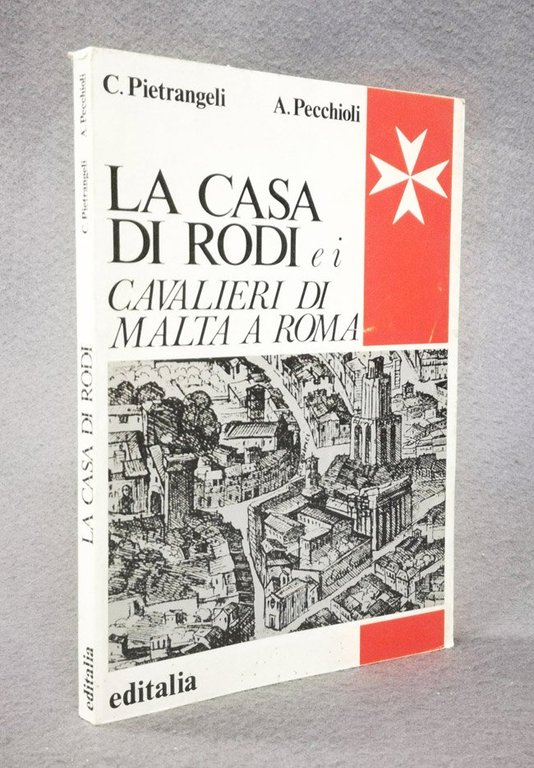 C. Pietrangeli A. Pecchioli
LA CASA
DI RODI e i
CAVALIERI DI
MALTA A ROMA
editalia
C. Pietrangeli A. Pecchioli
LA CASA DI RODI
editalia